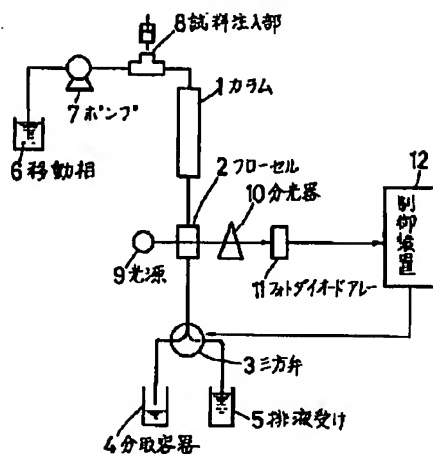 8試料注入部
7ポンプ
1カラム
6移動相
2フローセル
10分光器
12
制御装置
9光源
11フォトダイオードアレー
3三方弁
4分取容器
5排液受け